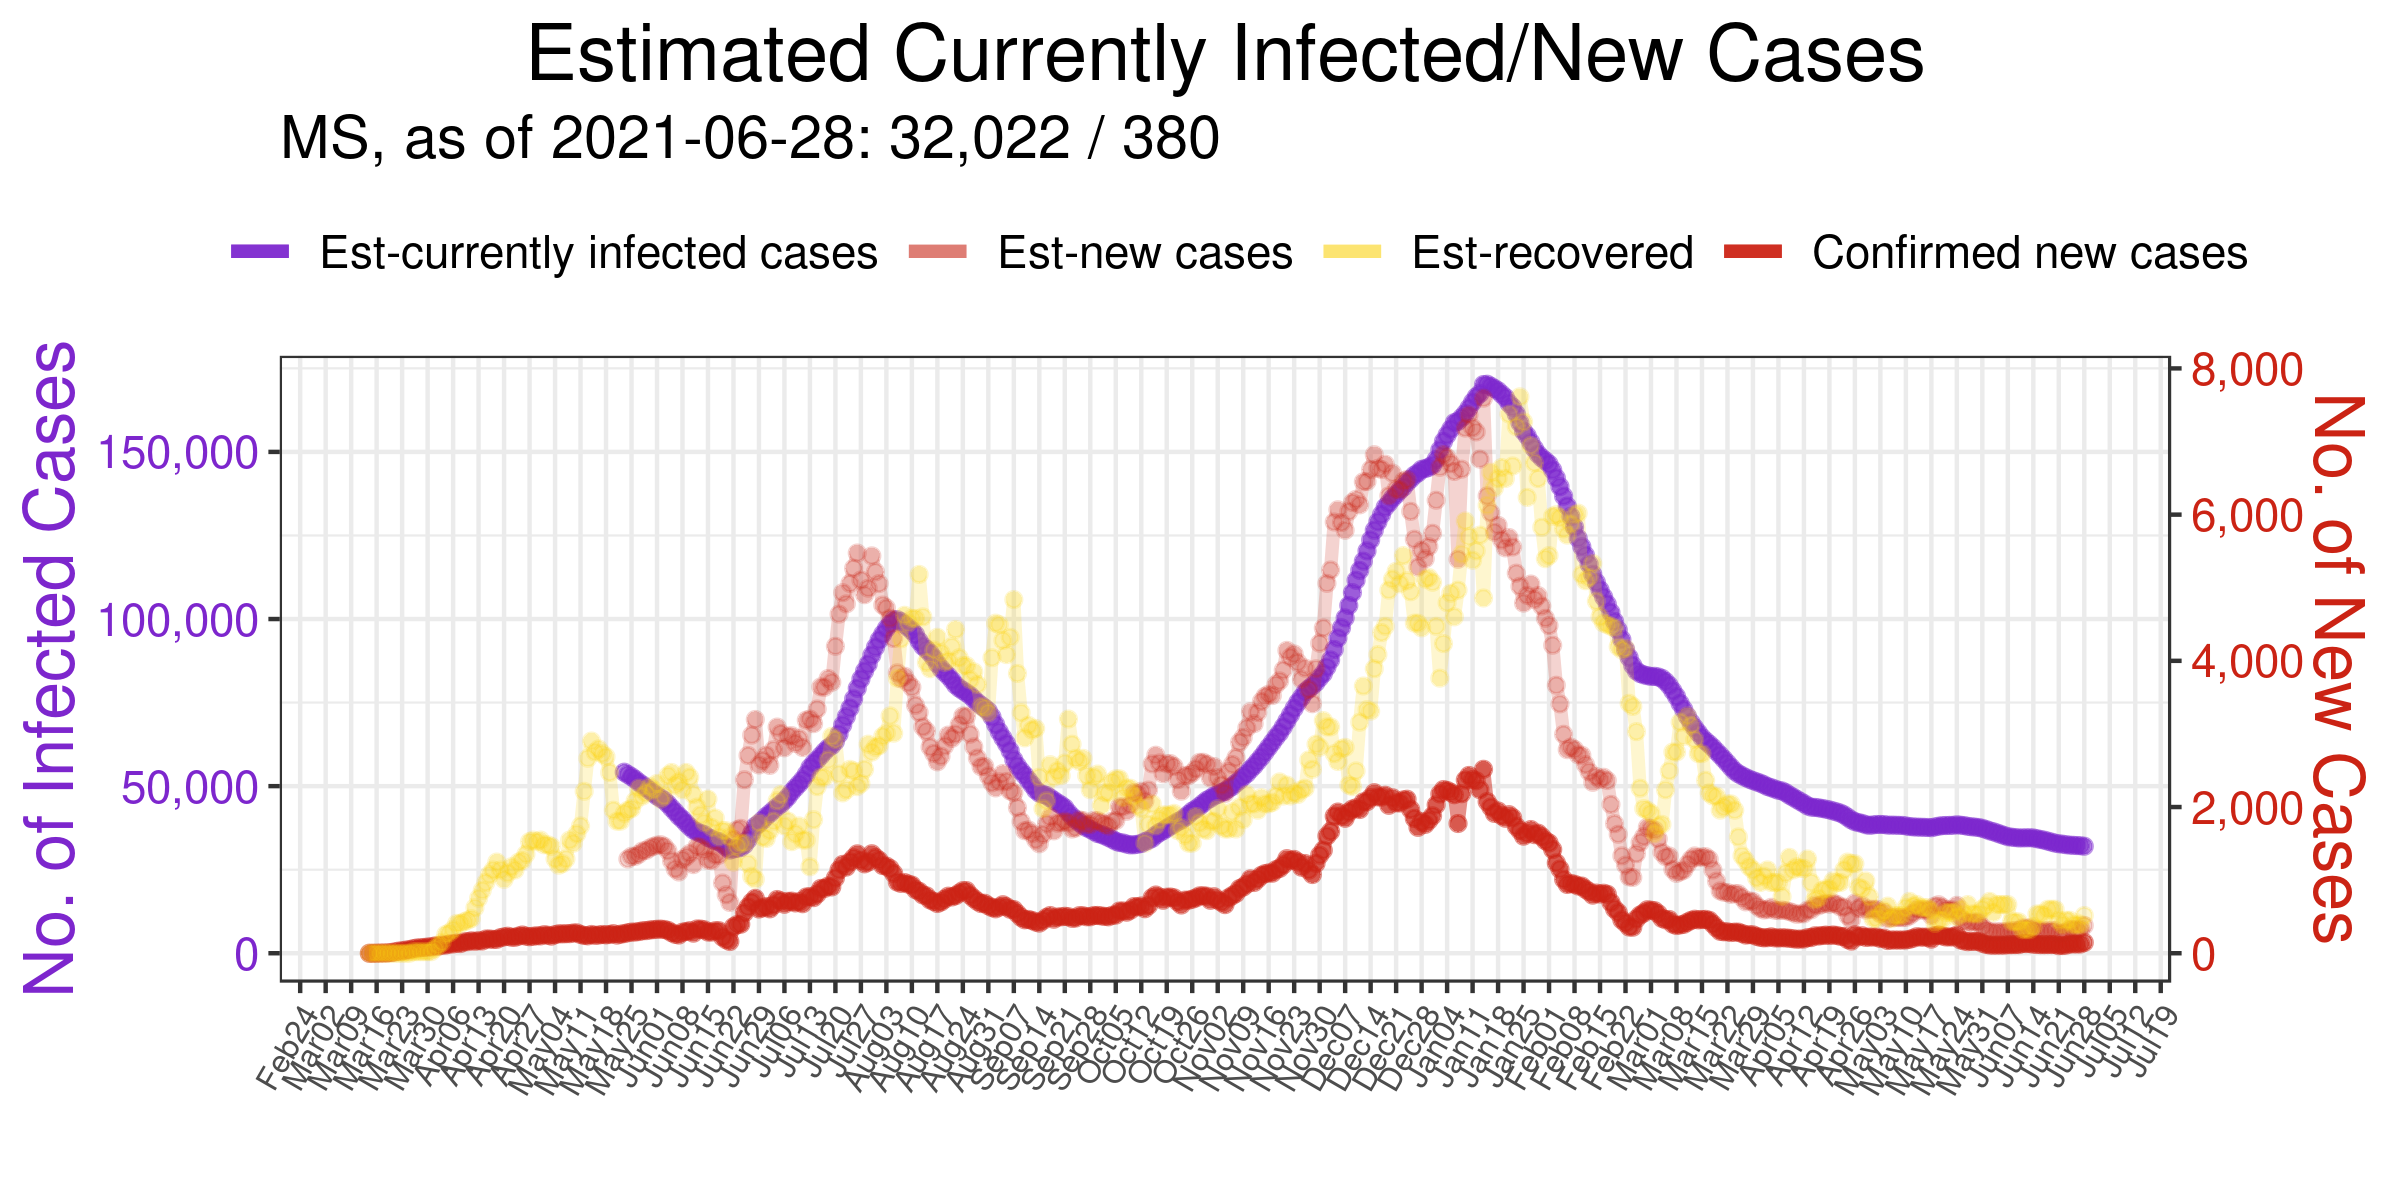 Estimated Currently Infected/New Cases
MS, as of 2021-06-28: 32,022 / 380
Est-currently infected cases Est-new cases Est-recovered Confirmed new cases
No. of Infected Cases
150,000
100,000
50,000
0
8,000
6,000
4,000
2,000
0
No. of New Cases
Feb24
Mar02
Mar09
Mar16
Mar23
Mar30
Apr06
Apr13
Apr20
Apr27
May04
May11
May18
May25
Jun01
Jun08
Jun15
Jun22
Jun29
Jul06
Jul13
Jul20
Jul27
Aug03
Aug10
Aug17
Aug24
Aug31
Sep07
Sep14
Sep21
Sep28
Oct05
Oct12
Oct19
Oct26
Nov02
Nov09
Nov16
Nov23
Nov30
Dec07
Dec14
Dec21
Dec28
Jan04
Jan11
Jan18
Jan25
Feb01
Feb08
Feb15
Feb22
Mar01
Mar08
Mar15
Mar22
Mar29
Apr05
Apr12
Apr19
Apr26
May03
May10
May17
May24
May31
Jun07
Jun14
Jun21
Jun28
Jul05
Jul12
Jul19